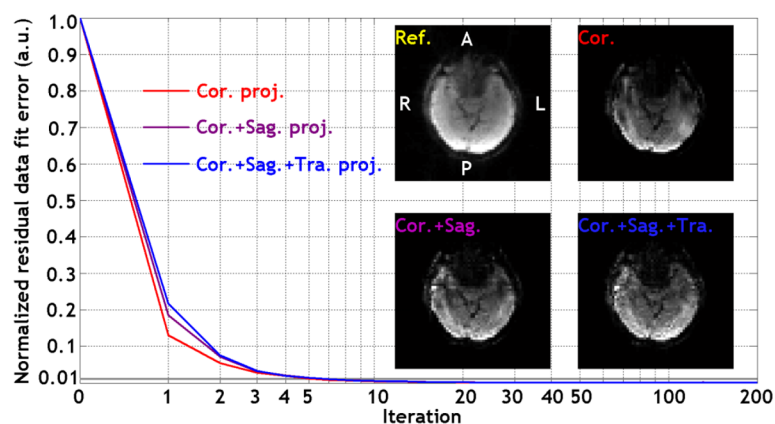 Normalized residual data fit error (a.u.)
1.0
0.9
0.8
0.7
0.6
0.5
0.4
0.3
0.2
0.1
0.01
Cor. proj.
Cor.+Sag. proj.
Cor.+Sag.+Tra. proj.
Ref.
A
R
L
P
Cor.
Cor.+Sag.
Cor.+Sag.+Tra.
0 1 2 3 4 5 10 20 30 40 50 100 200
Iteration